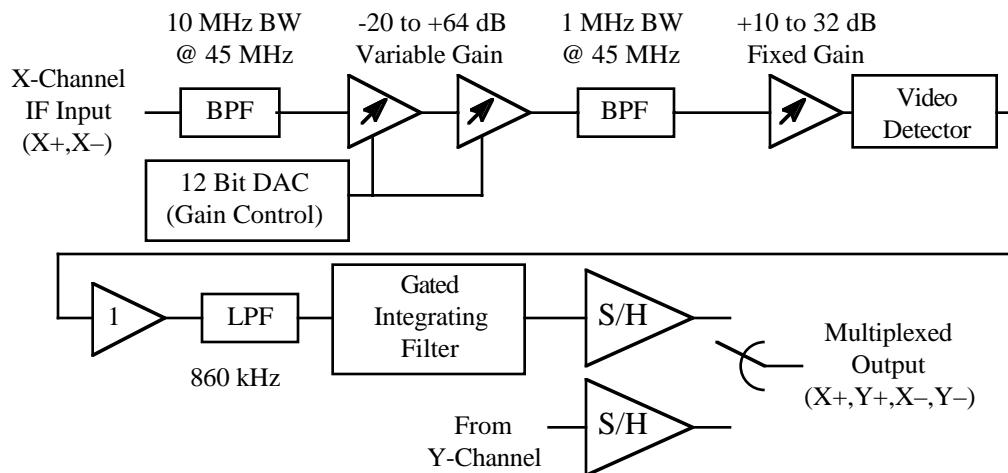 10 MHz BW
@ 45 MHz
-20 to +64 dB
Variable Gain
1 MHz BW
@ 45 MHz
+10 to 32 dB
Fixed Gain
X-Channel
IF Input
(X+,X–)
BPF
BPF
Video
Detector
12 Bit DAC
(Gain Control)
1
LPF
860 kHz
Gated
Integrating
Filter
S/H
Multiplexed
Output
(X+,Y+,X–,Y–)
From
Y-Channel
S/H